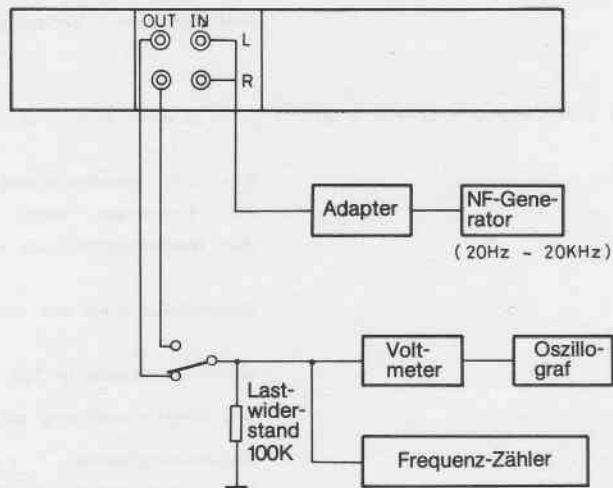 OUT IN
L
R
Adapter
NF-Gene-
rator
(20Hz ~ 20KHz)
Volt-
meter
Oszillo-
graf
Last-
wider-
stand
100K
Frequenz-Zähler